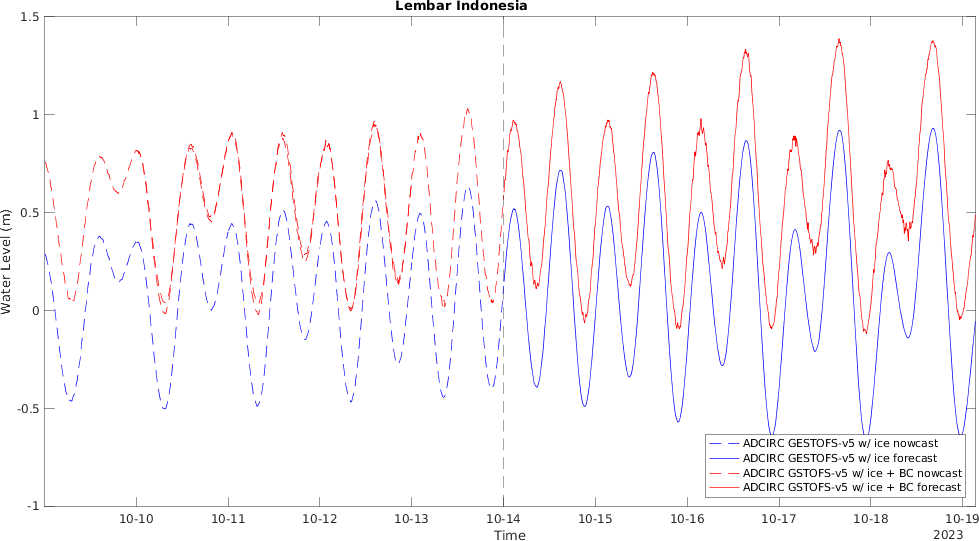 Lembar Indonesia
1.5
1
0.5
0
-0.5
-1
Water Level (m)
10-10
10-11
10-12
10-13
10-14
10-15
10-16
10-17
10-18
10-19
2023
Time
ADCIRC GESTOFS-v5 w/ ice nowcast
ADCIRC GESTOFS-v5 w/ ice forecast
ADCIRC GSTOFS-v5 w/ ice + BC nowcast
ADCIRC GSTOFS-v5 w/ ice + BC forecast